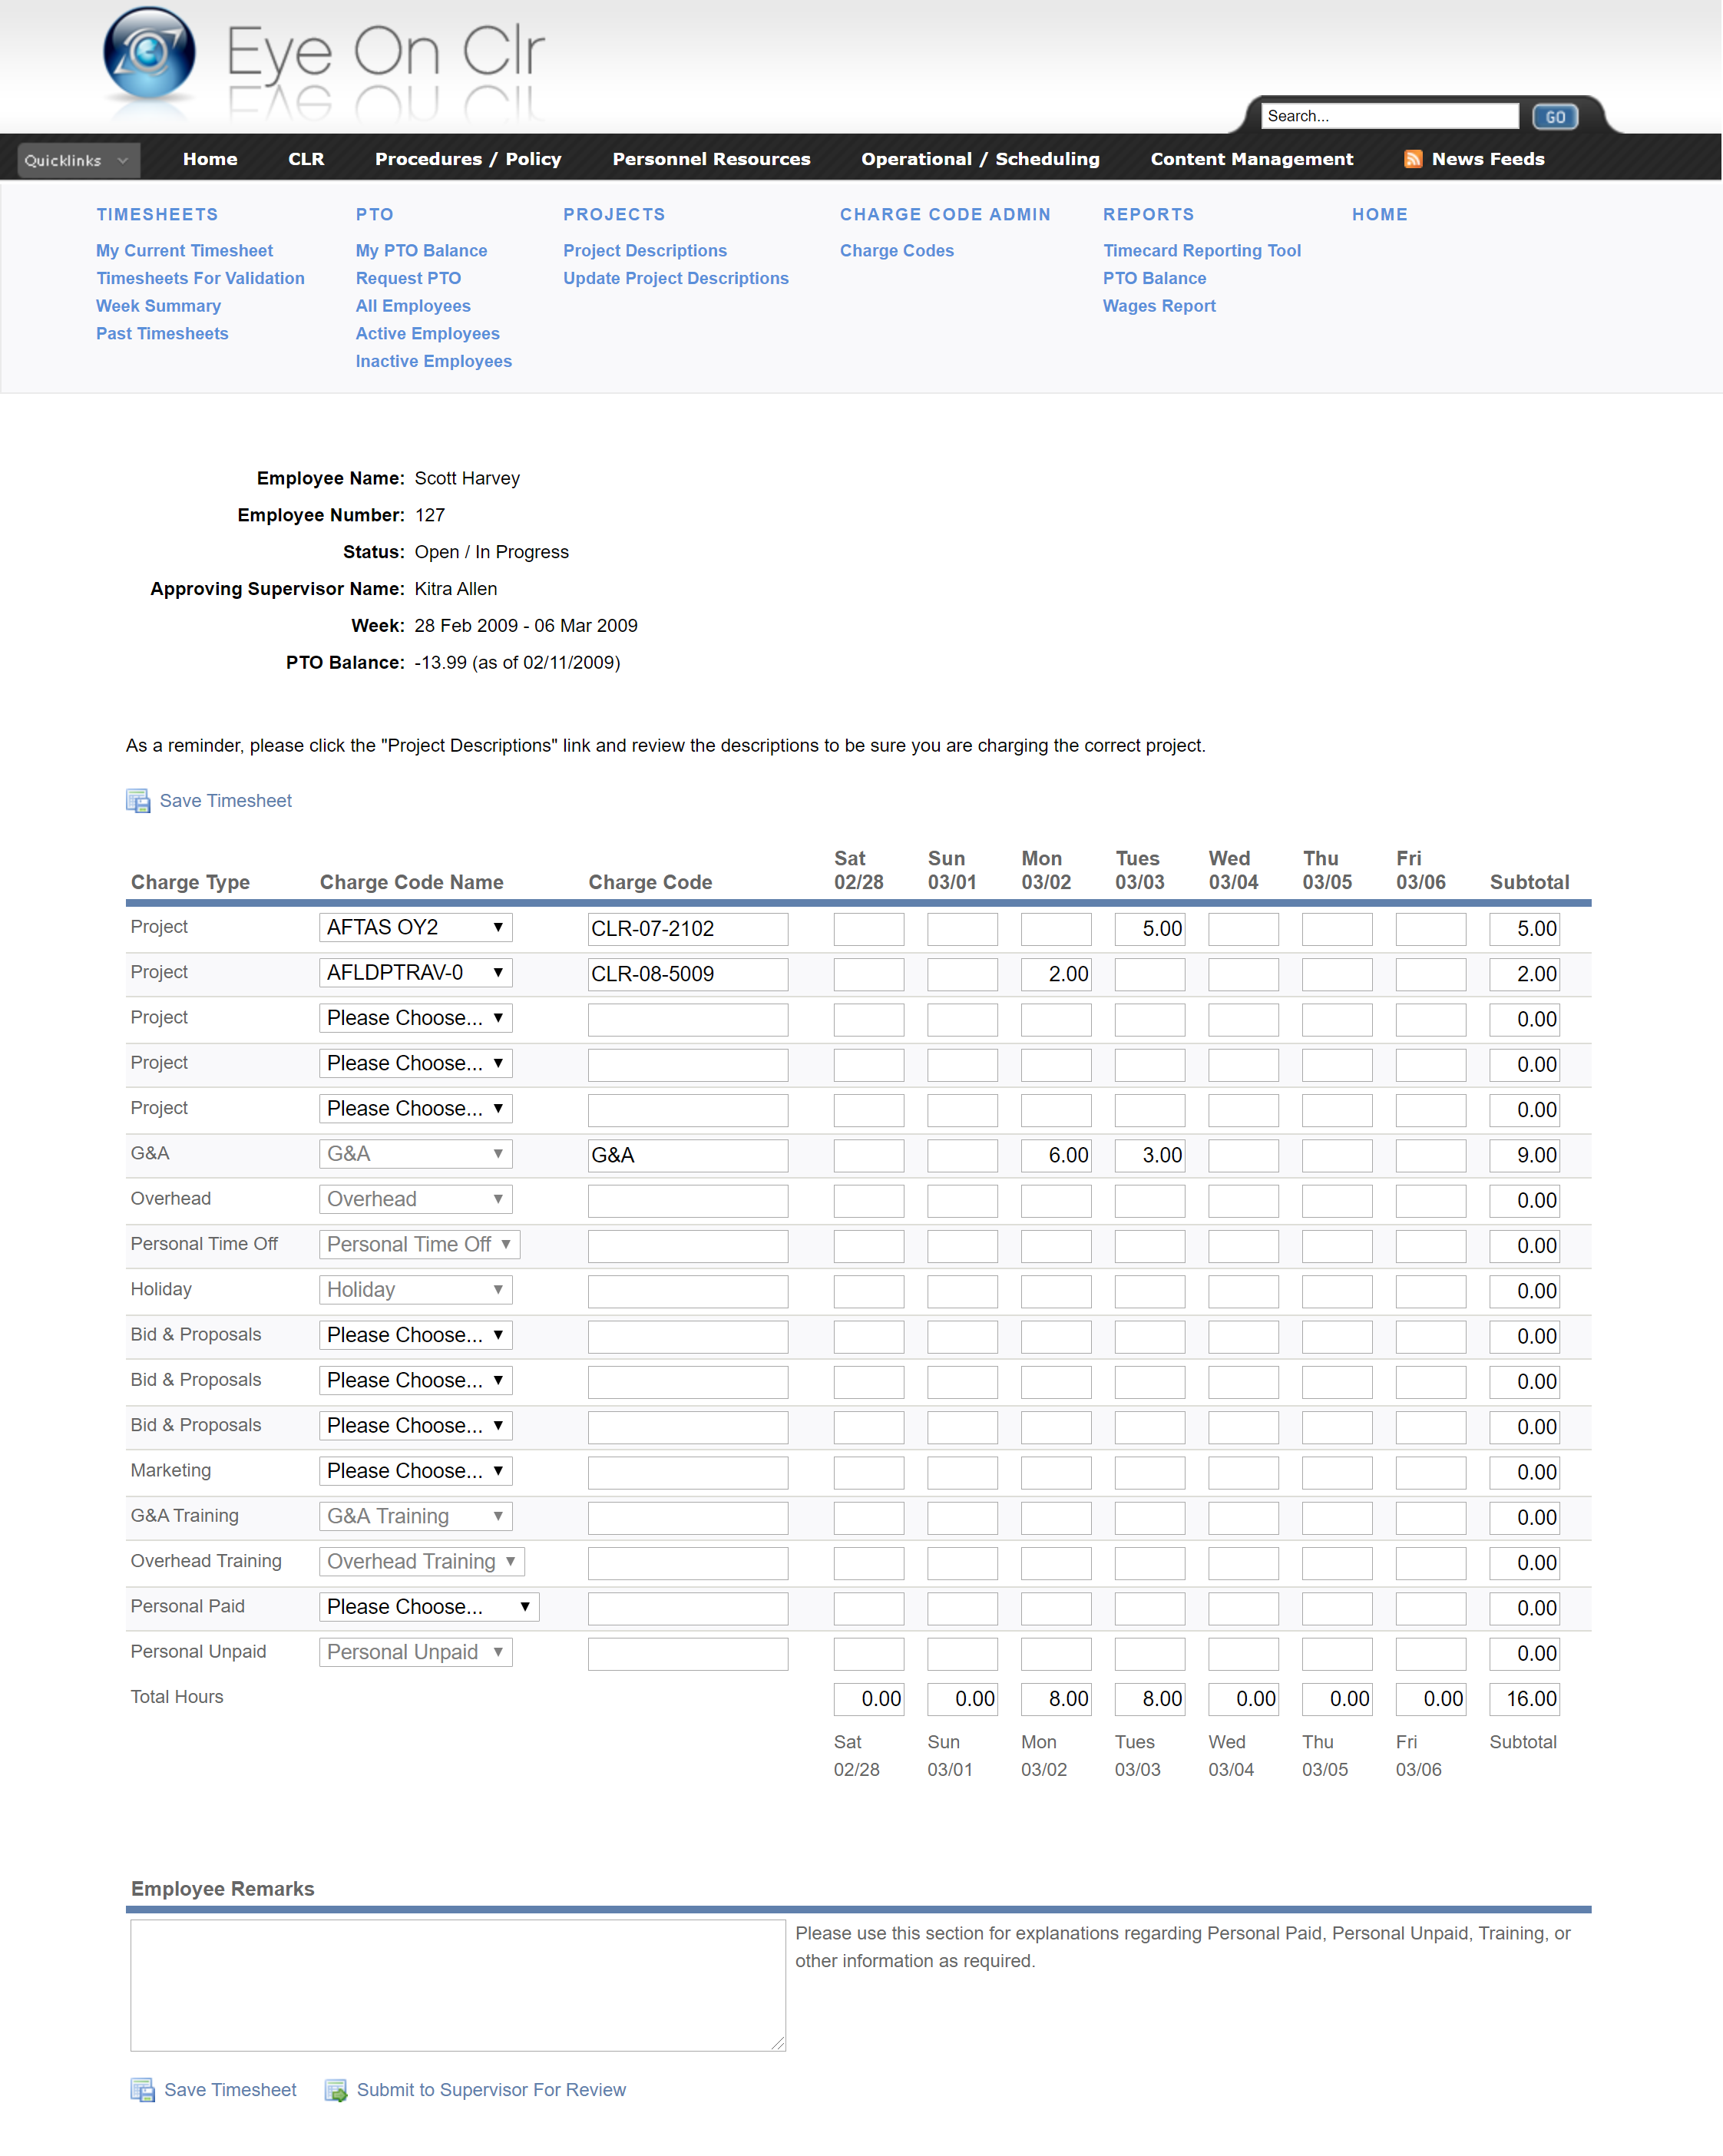 Eye On Clr
Search...
GO
Quicklinks
Home
CLR
Procedures / Policy
Personnel Resources
Operational / Scheduling
Content Management
News Feeds
TIMESHEETS
My Current Timesheet
Timesheets For Validation
Week Summary
Past Timesheets
PTO
My PTO Balance
Request PTO
All Employees
Active Employees
Inactive Employees
PROJECTS
Project Descriptions
Update Project Descriptions
CHARGE CODE ADMIN
Charge Codes
REPORTS
Timecard Reporting Tool
PTO Balance
Wages Report
HOME
Employee Name: Scott Harvey
Employee Number: 127
Status: Open / In Progress
Approving Supervisor Name: Kitra Allen
Week: 28 Feb 2009 - 06 Mar 2009
PTO Balance: -13.99 (as of 02/11/2009)
As a reminder, please click the "Project Descriptions" link and review the descriptions to be sure you are charging the correct project.
Save Timesheet
Sat Sun Mon Tues Wed Thu Fri
Charge Type Charge Code Name Charge Code 02/28 03/01 03/02 03/03 03/04 03/05 03/06 Subtotal
Project AFTAS OY2 CLR-07-2102 5.00 5.00
Project AFLDPTRAV-0 CLR-08-5009 2.00 2.00
Project Please Choose... 0.00
Project Please Choose... 0.00
Project Please Choose... 0.00
G&A G&A G&A 6.00 3.00 9.00
Overhead Overhead 0.00
Personal Time Off Personal Time Off 0.00
Holiday Holiday 0.00
Bid & Proposals Please Choose... 0.00
Bid & Proposals Please Choose... 0.00
Bid & Proposals Please Choose... 0.00
Marketing Please Choose... 0.00
G&A Training G&A Training 0.00
Overhead Training Overhead Training 0.00
Personal Paid Please Choose... 0.00
Personal Unpaid Personal Unpaid 0.00
Total Hours 0.00 0.00 8.00 8.00 0.00 0.00 0.00 16.00
Sat Sun Mon Tues Wed Thu Fri Subtotal
02/28 03/01 03/02 03/03 03/04 03/05 03/06
Employee Remarks
Please use this section for explanations regarding Personal Paid, Personal Unpaid, Training, or
other information as required.
Save Timesheet Submit to Supervisor For Review